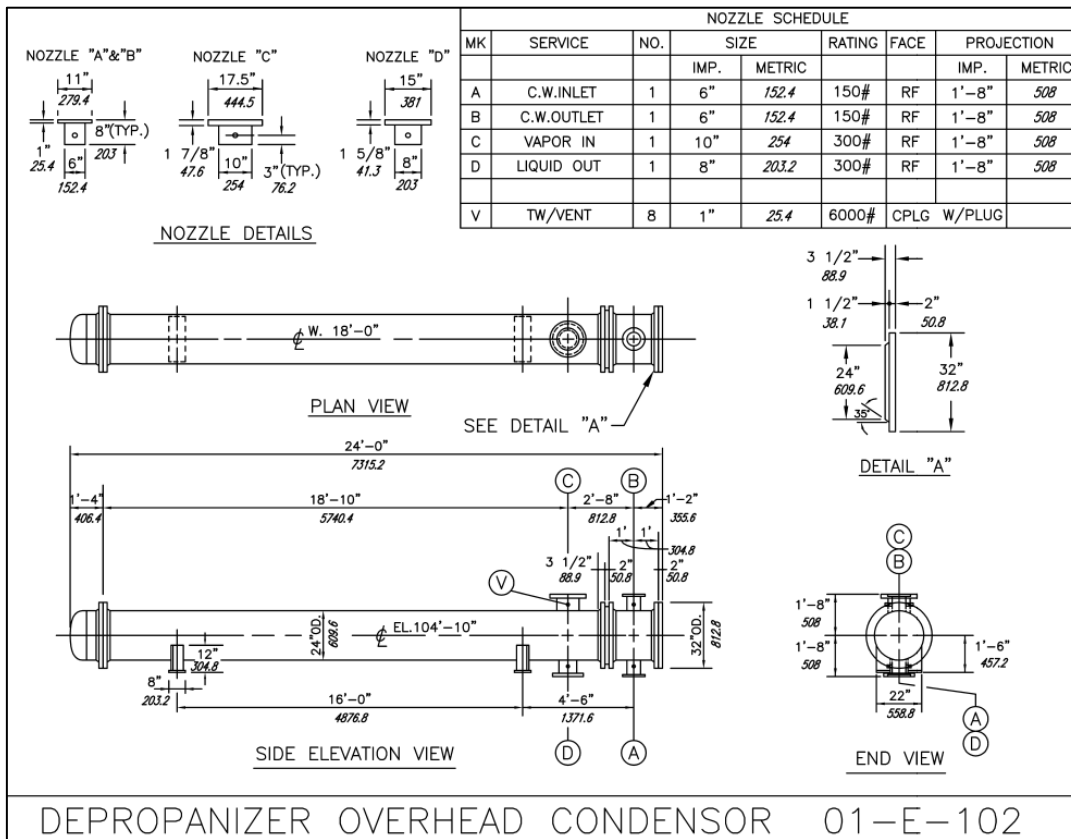 NOZZLE SCHEDULE
MK SERVICE NO. SIZE RATING FACE PROJECTION
IMP. METRIC IMP. METRIC
A C.W.INLET 1 6" 152.4 150# RF 1'-8" 508
B C.W.OUTLET 1 6" 152.4 150# RF 1'-8" 508
C VAPOR IN 1 10" 254 300# RF 1'-8" 508
D LIQUID OUT 1 8" 203.2 300# RF 1'-8" 508
V TW/VENT 8 1" 25.4 6000# CPLG W/PLUG
NOZZLE "A"&"B"
11"
279.4
8"(TYP.)
203
1"
25.4
6"
152.4
NOZZLE "C"
17.5"
444.5
1 7/8"
47.6
10"
254
3"(TYP.)
76.2
NOZZLE "D"
15"
381
1 5/8"
41.3
8"
203
NOZZLE DETAILS
℄ W. 18'-0"
PLAN VIEW
SEE DETAIL "A"
3 1/2"
88.9
1 1/2"
38.1
2"
50.8
24"
609.6
32"
812.8
35°
DETAIL "A"
24'-0"
7315.2
C
B
1'-4"
406.4
18'-10"
5740.4
2'-8"
812.8
1'-2"
355.6
1' 1'
304.8
3 1/2"
88.9
2"
50.8
2"
50.8
V
24"OD.
609.6
℄ EL.104'-10"
32"OD.
812.8
12"
304.8
8"
203.2
16'-0"
4876.8
4'-6"
1371.6
D
A
SIDE ELEVATION VIEW
C
B
1'-8"
508
1'-8"
508
1'-6"
457.2
22"
558.8
A
D
END VIEW
DEPROPANIZER OVERHEAD CONDENSOR 01-E-102